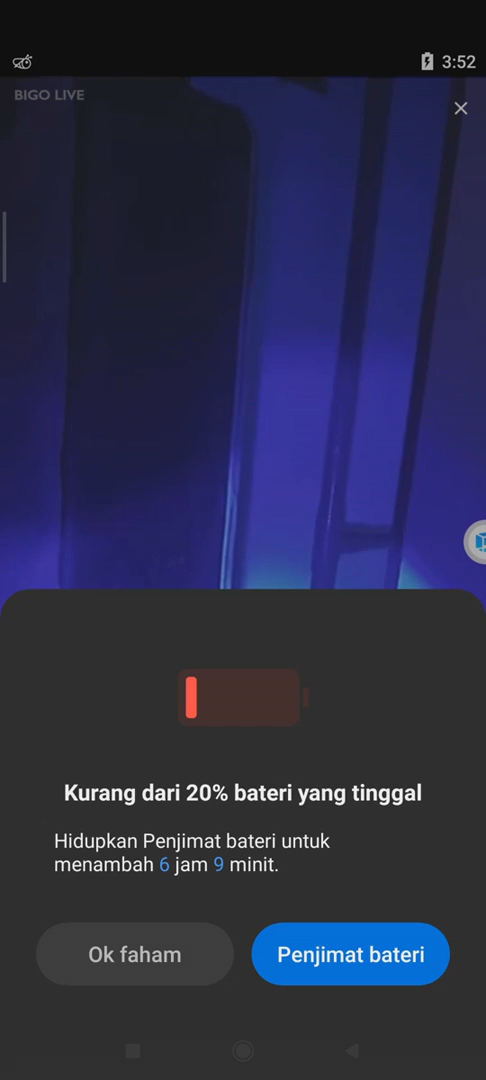 3:52
BIGO LIVE
Kurang dari 20% bateri yang tinggal
Hidupkan Penjimat bateri untuk
menambah 6 jam 9 minit.
Ok faham
Penjimat bateri